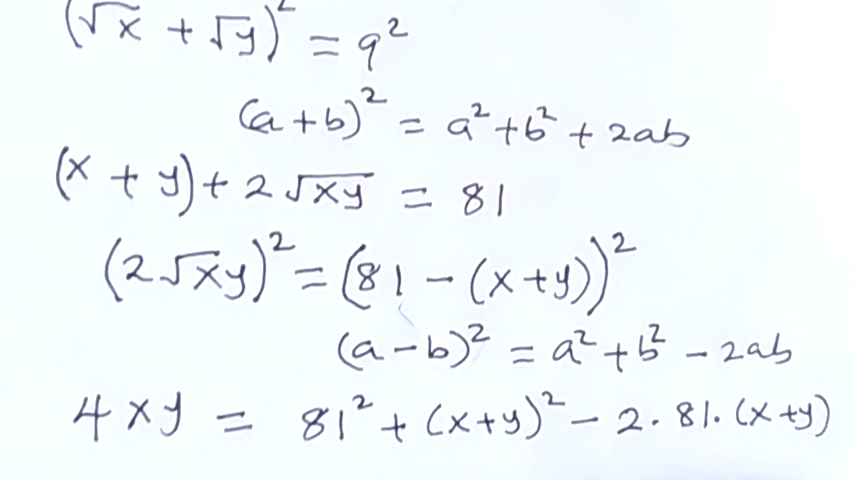 (√x + √y)² = 9²
(a+b)² = a²+b²+2ab
(x + y)+2√xy = 81
(2√xy)² = (81-(x+y))²
(a-b)² = a²+b²-2ab
4xy = 81²+(x+y)²-2·81·(x+y)